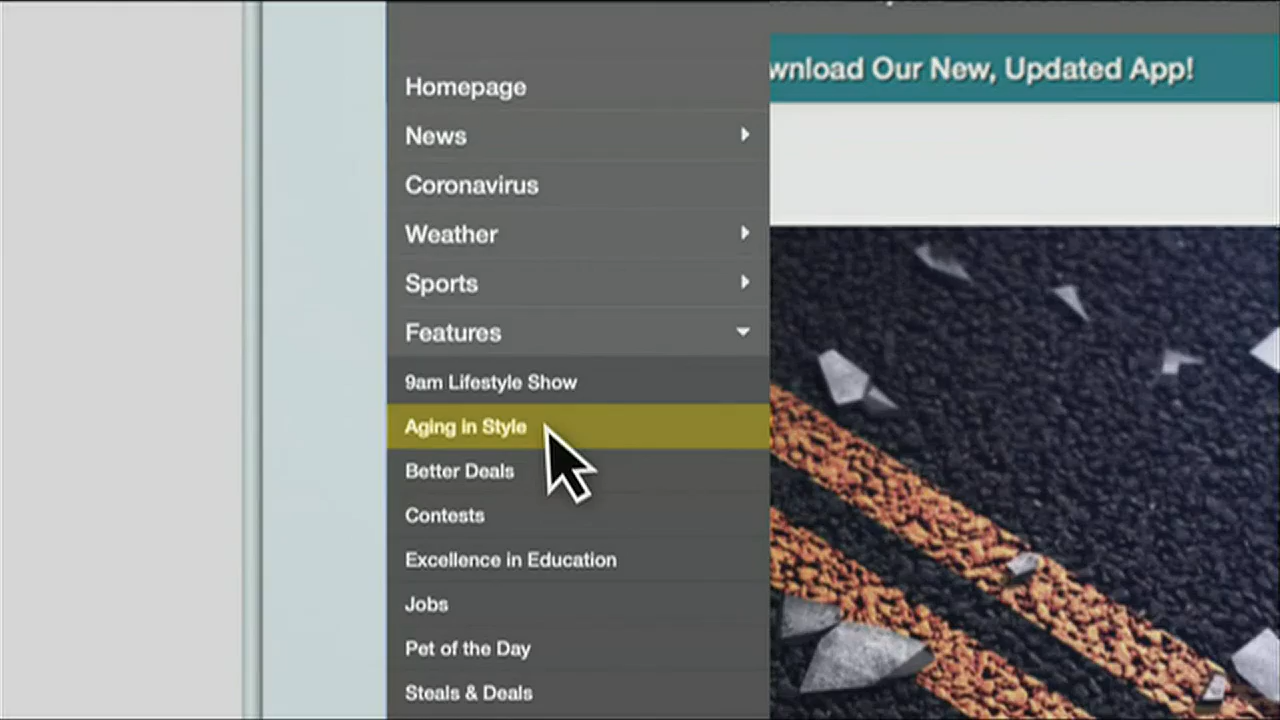 wnload Our New, Updated App!
Homepage
News
Coronavirus
Weather
Sports
Features
9am Lifestyle Show
Aging in Style
Better Deals
Contests
Excellence in Education
Jobs
Pet of the Day
Steals & Deals